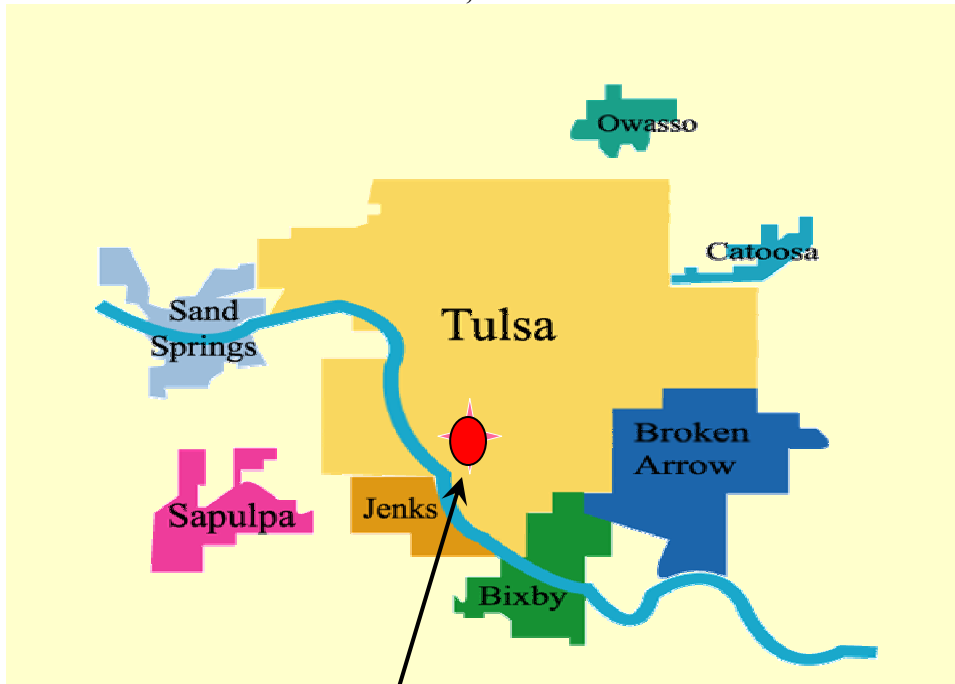 Owasso
Catoosa
Sand
Springs
Tulsa
Broken
Arrow
Sapulpa
Jenks
Bixby